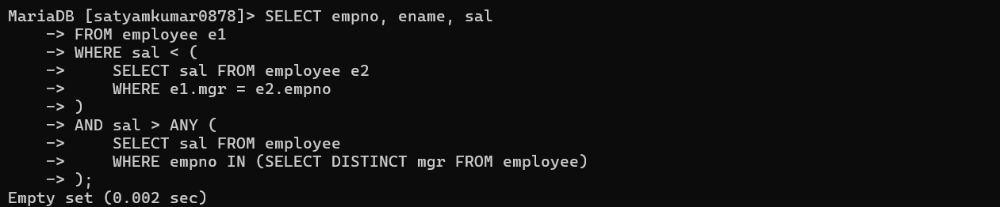 MariaDB [satyamkumar0878]> SELECT empno, ename, sal
    -> FROM employee e1
    -> WHERE sal < (
    ->     SELECT sal FROM employee e2
    ->     WHERE e1.mgr = e2.empno
    -> )
    -> AND sal > ANY (
    ->     SELECT sal FROM employee
    ->     WHERE empno IN (SELECT DISTINCT mgr FROM employee)
    -> );
Empty set (0.002 sec)